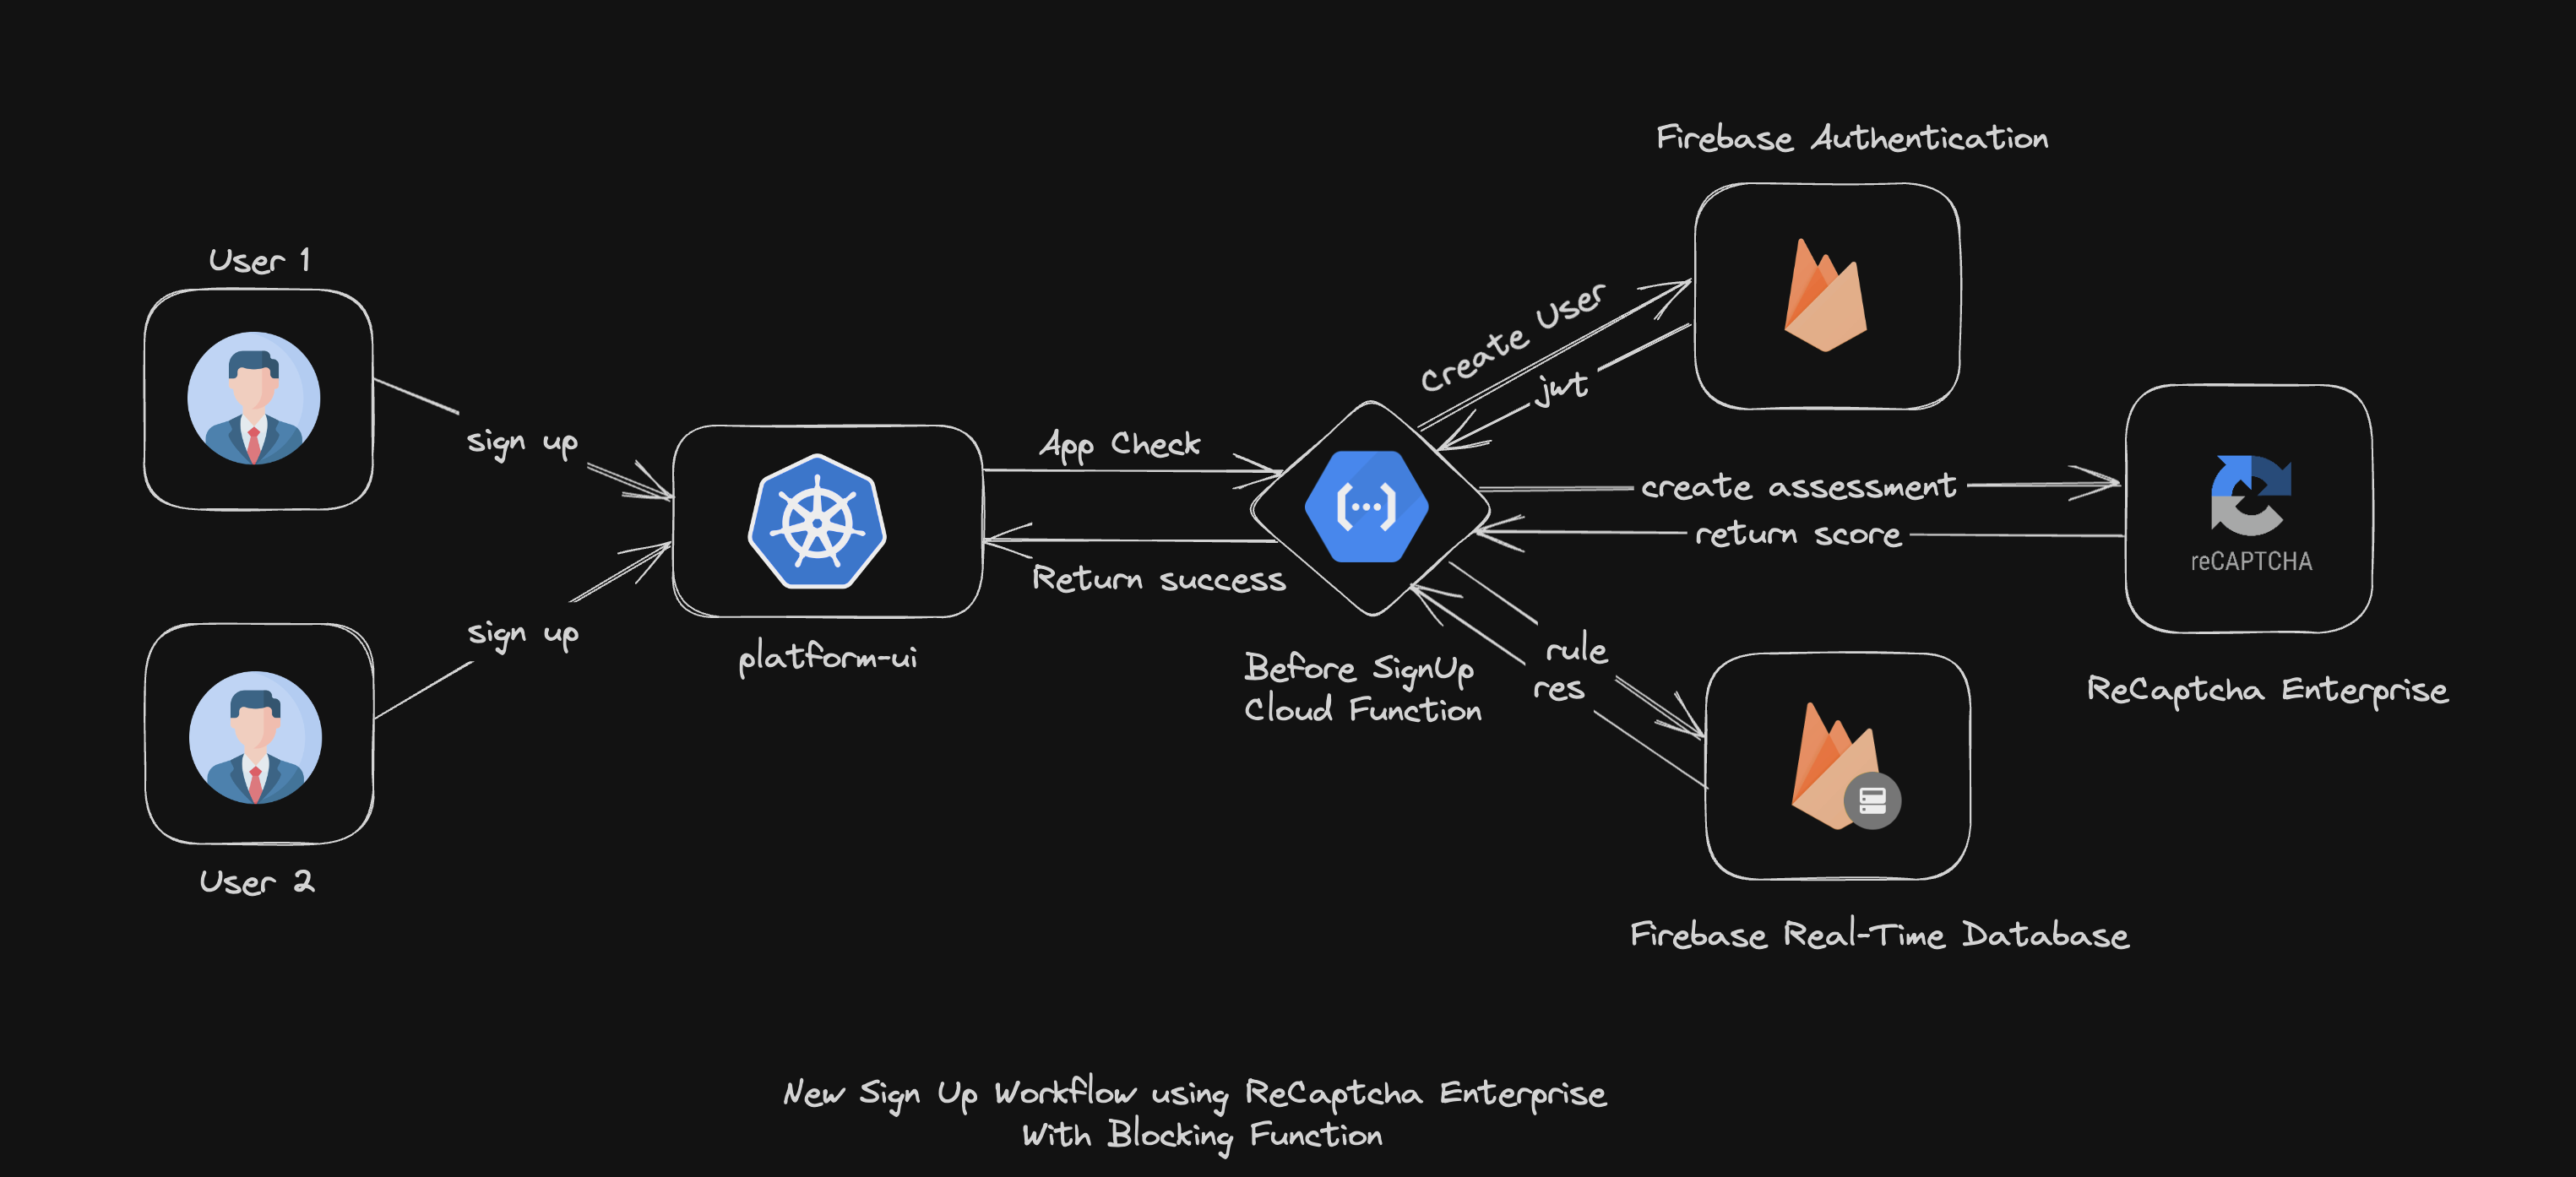 Firebase Authentication
User 1
Create User
jwt
sign up
App Check
create assessment
return score
reCAPTCHA
Return success
sign up
platform-ui
rule
res
Before SignUp
Cloud Function
ReCaptcha Enterprise
User 2
Firebase Real-Time Database
New Sign Up Workflow using ReCaptcha Enterprise
With Blocking Function